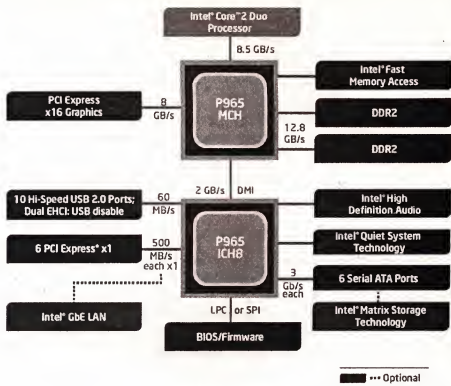 Intel® Core™2 Duo
Processor
8.5 GB/s
P965
MCH
Intel® Fast
Memory Access
PCI Express
x16 Graphics
8
GB/s
DDR2
12.8
GB/s
DDR2
2 GB/s DMI
10 Hi-Speed USB 2.0 Ports;
Dual EHCI: USB disable
60
MB/s
Intel® High
Definition Audio
P965
ICH8
Intel® Quiet System
Technology
6 PCI Express® x1
500
MB/s
each x1
3
Gb/s
each
6 Serial ATA Ports
Intel® GbE LAN
LPC or SPI
Intel® Matrix Storage
Technology
BIOS/Firmware
Optional